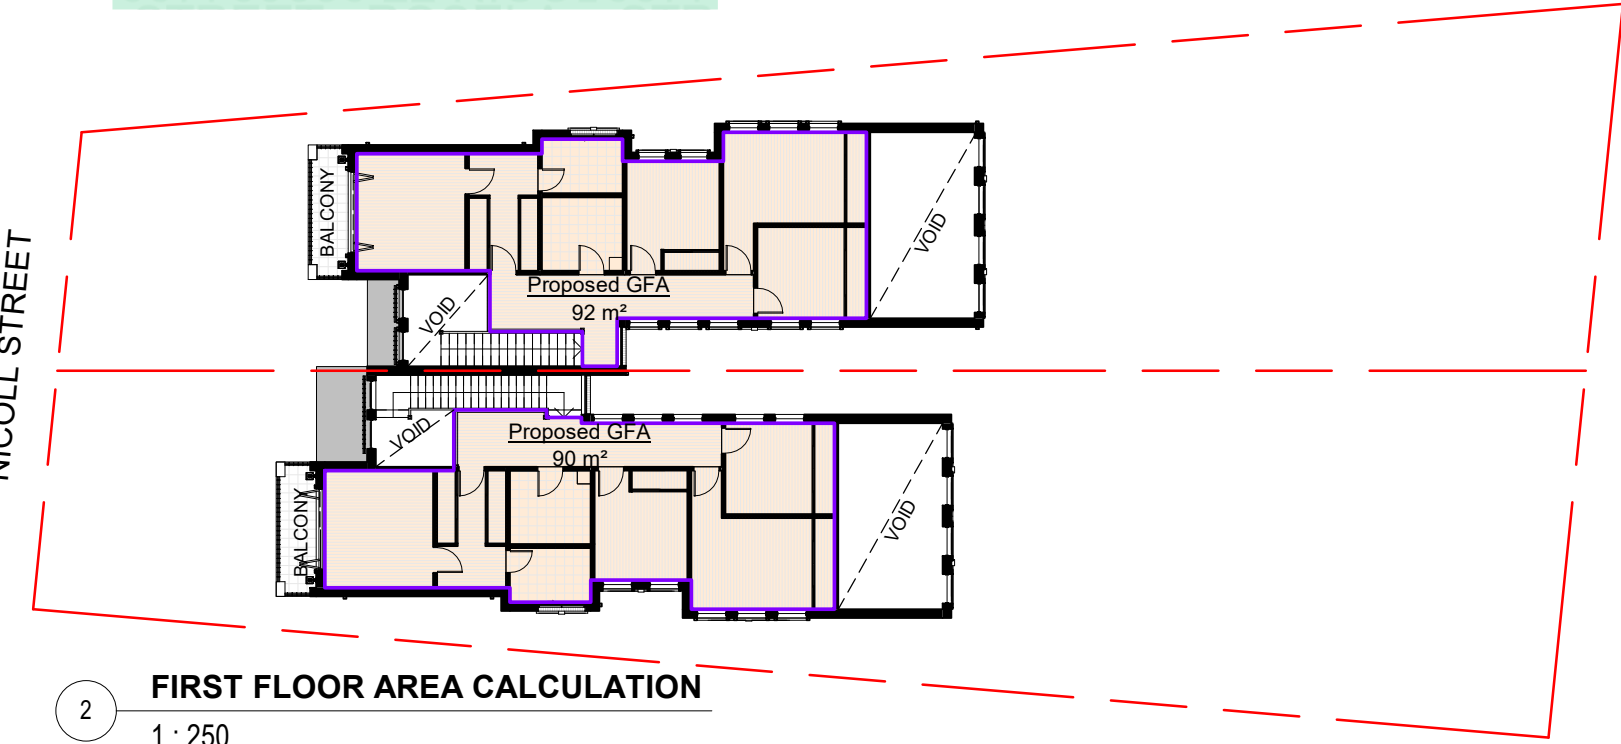 BALCONY
VOID
Proposed GFA
92 m²
VOID
NICOLL STREET
VOID
Proposed GFA
90 m²
BALCONY
VOID
2
FIRST FLOOR AREA CALCULATION
1 : 250